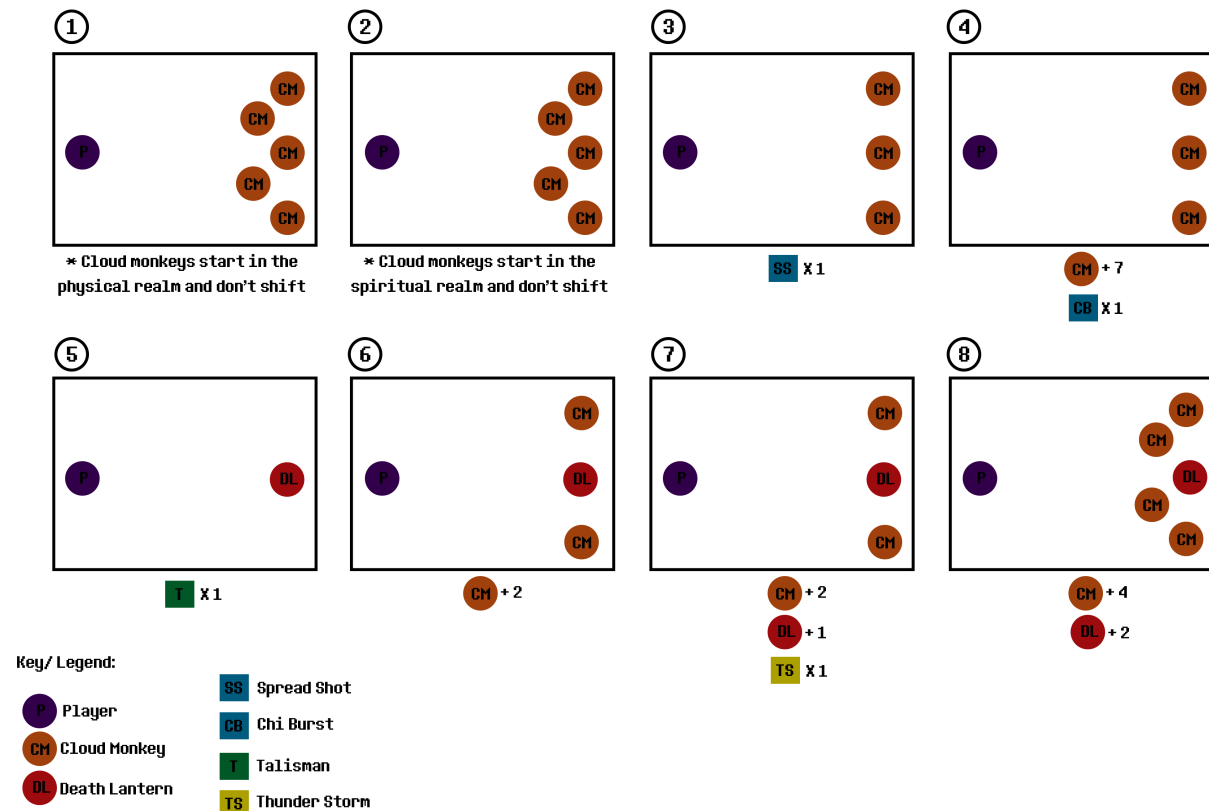 1
2
3
4
CM
CM
CM
CM
CM
P
CM
CM
CM
CM
CM
P
CM
CM
CM
P
CM
CM
CM
P
* Cloud monkeys start in the
physical realm and don't shift
* Cloud monkeys start in the
spiritual realm and don't shift
SS X 1
CM + 7
CB X 1
5
6
7
8
P
DL
P
CM
DL
CM
P
CM
DL
CM
P
CM
CM
DL
CM
CM
T X 1
CM + 2
CM + 2
DL + 1
TS X 1
CM + 4
DL + 2
Key/ Legend:
P Player
CM Cloud Monkey
DL Death Lantern
SS Spread Shot
CB Chi Burst
T Talisman
TS Thunder Storm